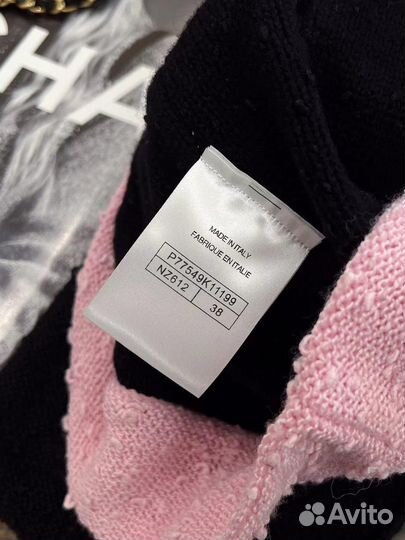 CHA
MADE IN ITALY
FABRIQUE EN ITALIE
P77549K11199
NZ612 38
Avito